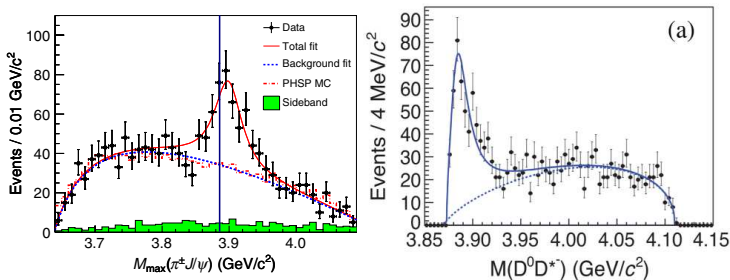 Events / 0.01 GeV/c²
100
80
60
40
20
0
Data
Total fit
Background fit
PHSP MC
Sideband
3.7
3.8
3.9
4.0
M_max(π±J/ψ) (GeV/c²)
Events / 4 MeV/c²
90
80
70
60
50
40
30
20
10
0
(a)
3.85
3.90
3.95
4.00
4.05
4.10
4.15
M(D⁰D*⁻) (GeV/c²)